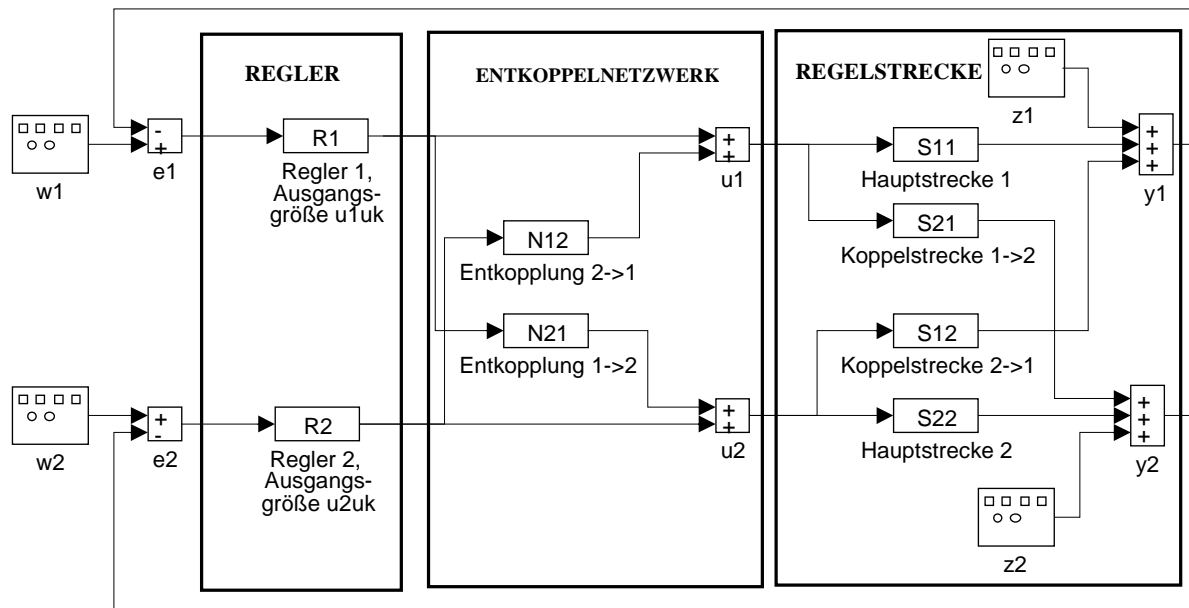 REGLER
ENTKOPPELNETZWERK
REGELSTRECKE
z1
-
+
w1
e1
R1
Regler 1,
Ausgangs-
größe u1uk
+
+
u1
S11
Hauptstrecke 1
+
+
+
y1
N12
Entkopplung 2->1
S21
Koppelstrecke 1->2
N21
Entkopplung 1->2
S12
Koppelstrecke 2->1
w2
+
-
e2
R2
Regler 2,
Ausgangs-
größe u2uk
+
+
u2
S22
Hauptstrecke 2
+
+
+
y2
z2